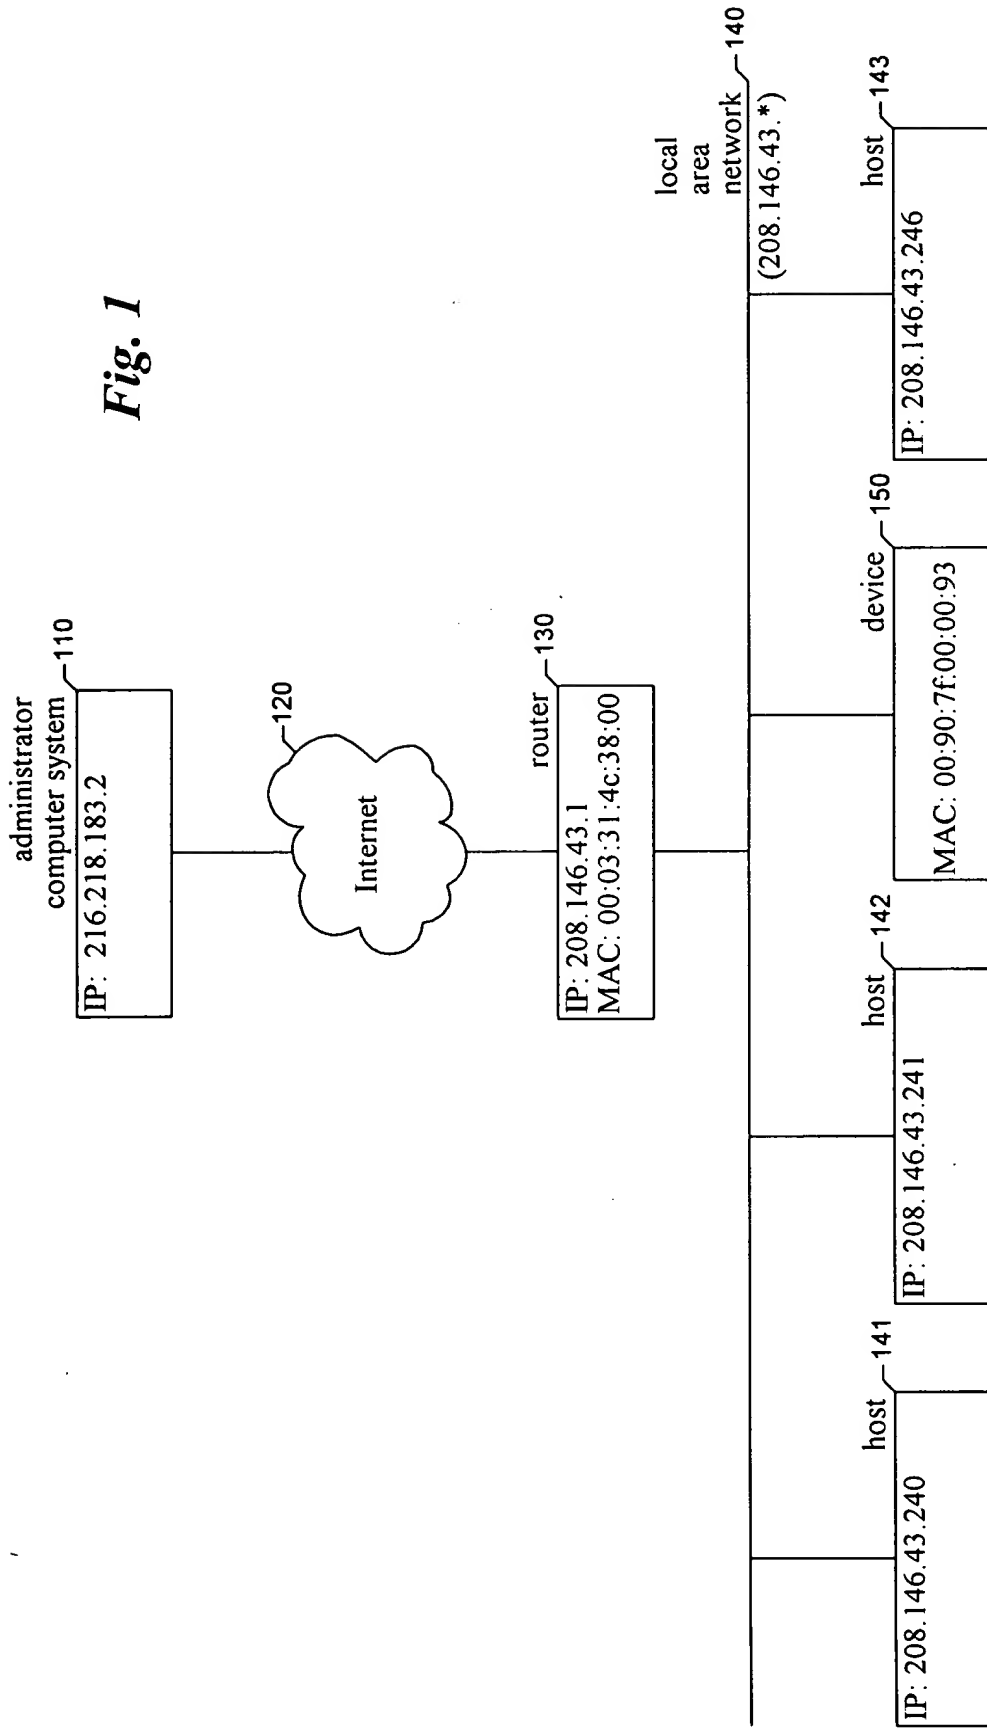 Fig. 1
administrator
computer system
110
IP: 216.218.183.2
120
Internet
router
130
IP: 208.146.43.1
MAC: 00:03:31:4c:38:00
local
area
network
140
(208.146.43.*)
host
141
IP: 208.146.43.240
host
142
IP: 208.146.43.241
device
150
MAC: 00:90:7f:00:00:93
host
143
IP: 208.146.43.246